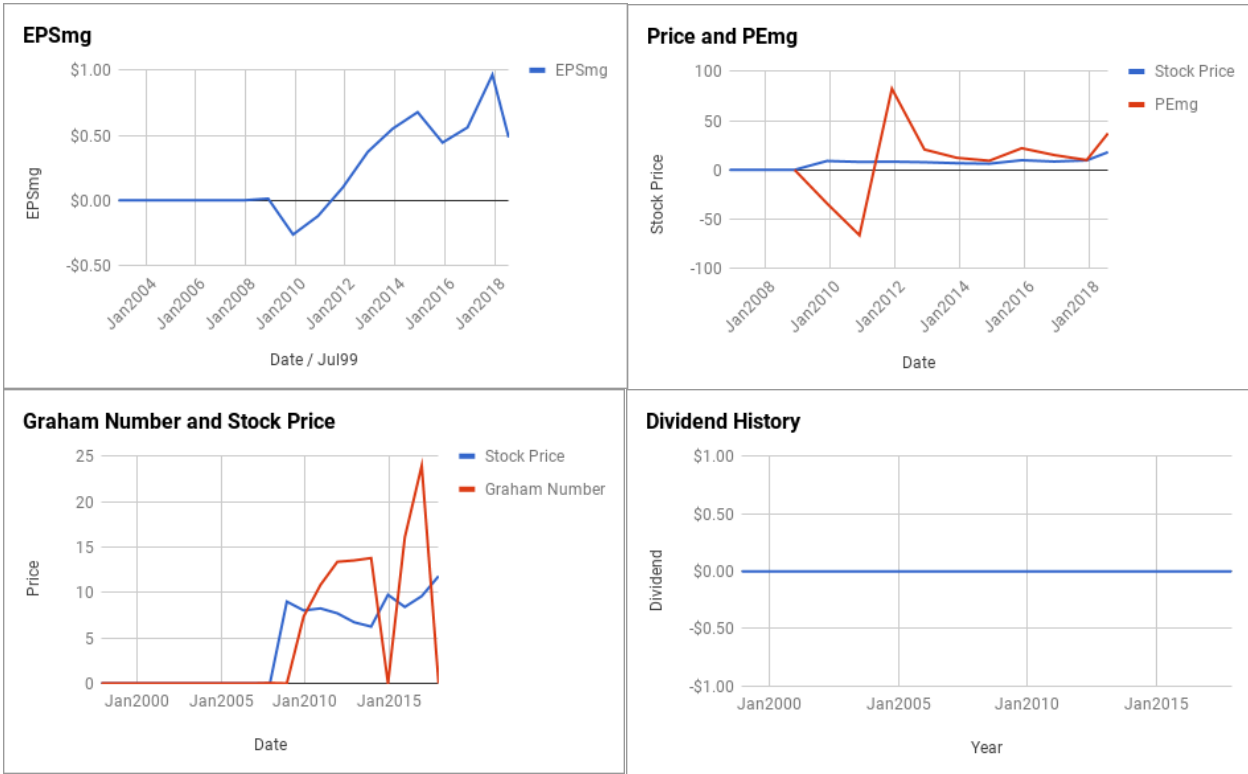 EPSmg
EPSmg
$1.00
$0.50
$0.00
-$0.50
EPSmg
Jan2004
Jan2006
Jan2008
Jan2010
Jan2012
Jan2014
Jan2016
Jan2018
Date / Jul99
Price and PEmg
Stock Price
PEmg
100
50
0
-50
-100
Stock Price
Jan2008
Jan2010
Jan2012
Jan2014
Jan2016
Jan2018
Date
Graham Number and Stock Price
Stock Price
Graham Number
25
20
15
10
5
0
Price
Jan2000
Jan2005
Jan2010
Jan2015
Date
Dividend History
$1.00
$0.50
$0.00
-$0.50
-$1.00
Dividend
Jan2000
Jan2005
Jan2010
Jan2015
Year